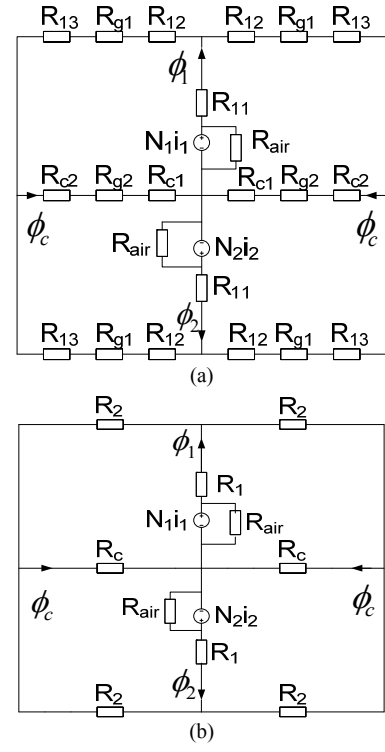 R13 Rg1 R12 R12 Rg1 R13
ϕ1
R11
N1i1
Rair
Rc2 Rg2 Rc1 Rc1 Rg2 Rc2
ϕc ϕc
Rair N2i2
R11
ϕ2
R13 Rg1 R12 R12 Rg1 R13
(a)
R2 R2
ϕ1
R1
N1i1
Rair
Rc Rc
ϕc ϕc
Rair N2i2
R1
ϕ2
R2 R2
(b)